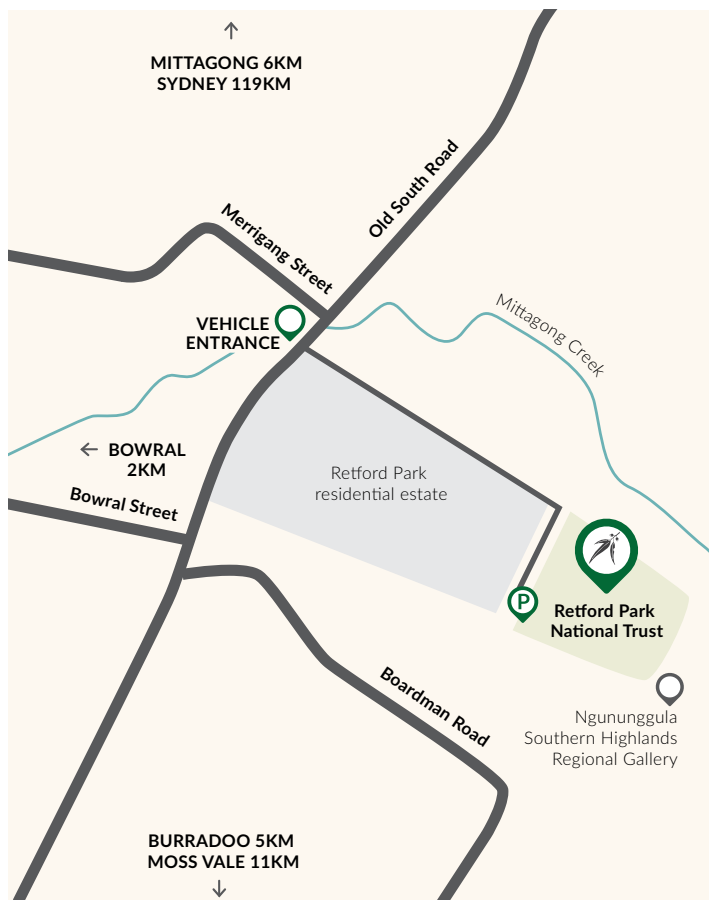 MITTAGONG 6KM
SYDNEY 119KM
Old South Road
Merrigang Street
Mittagong Creek
VEHICLE
ENTRANCE
BOWRAL
2KM
Retford Park
residential estate
Bowral Street
P
Retford Park
National Trust
Boardman Road
Ngununggula
Southern Highlands
Regional Gallery
BURRADOO 5KM
MOSS VALE 11KM